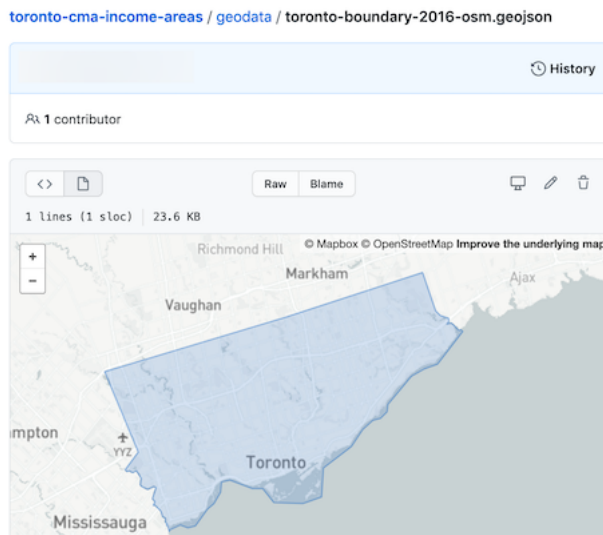 toronto-cma-income-areas / geodata / toronto-boundary-2016-osm.geojson
History
1 contributor
<> Raw Blame
1 lines (1 sloc) 23.6 KB
Richmond Hill © Mapbox © OpenStreetMap Improve the underlying map
+
Markham
Ajax
−
Vaughan
mpton
YYZ
Toronto
Mississauga